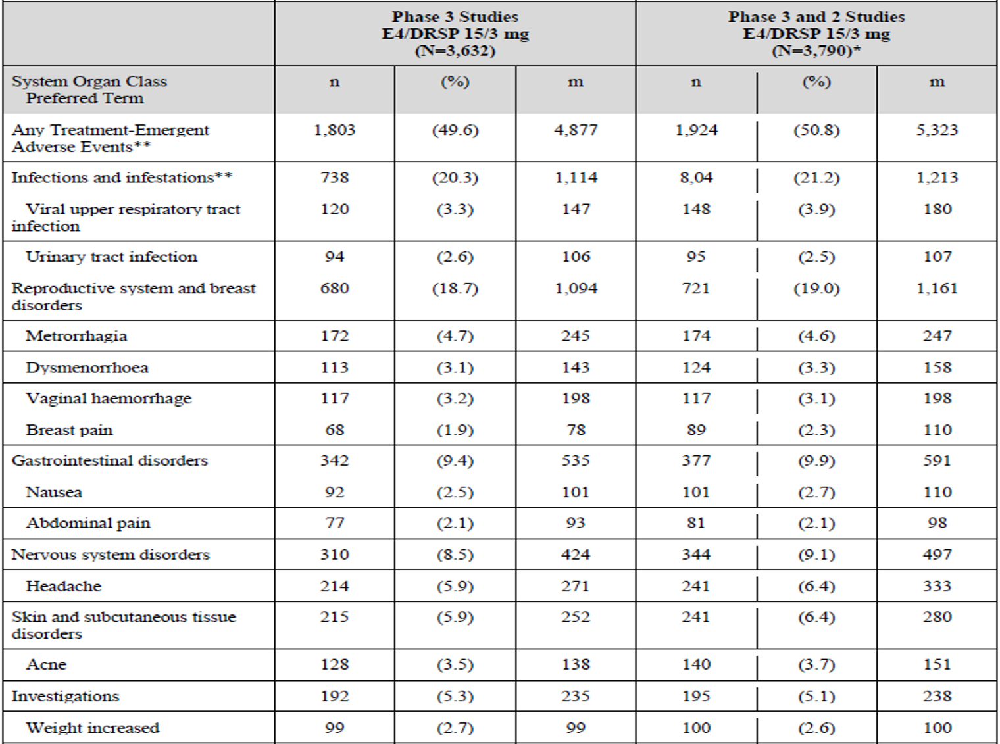 Phase 3 Studies
E4/DRSP 15/3 mg
(N=3,632)
Phase 3 and 2 Studies
E4/DRSP 15/3 mg
(N=3,790)*
System Organ Class
Preferred Term
n (%) m n (%) m
Any Treatment-Emergent
Adverse Events**
1,803 (49.6) 4,877 1,924 (50.8) 5,323
Infections and infestations** 738 (20.3) 1,114 8,04 (21.2) 1,213
Viral upper respiratory tract
infection
120 (3.3) 147 148 (3.9) 180
Urinary tract infection 94 (2.6) 106 95 (2.5) 107
Reproductive system and breast
disorders
680 (18.7) 1,094 721 (19.0) 1,161
Metrorrhagia 172 (4.7) 245 174 (4.6) 247
Dysmenorrhoea 113 (3.1) 143 124 (3.3) 158
Vaginal haemorrhage 117 (3.2) 198 117 (3.1) 198
Breast pain 68 (1.9) 78 89 (2.3) 110
Gastrointestinal disorders 342 (9.4) 535 377 (9.9) 591
Nausea 92 (2.5) 101 101 (2.7) 110
Abdominal pain 77 (2.1) 93 81 (2.1) 98
Nervous system disorders 310 (8.5) 424 344 (9.1) 497
Headache 214 (5.9) 271 241 (6.4) 333
Skin and subcutaneous tissue
disorders
215 (5.9) 252 241 (6.4) 280
Acne 128 (3.5) 138 140 (3.7) 151
Investigations 192 (5.3) 235 195 (5.1) 238
Weight increased 99 (2.7) 99 100 (2.6) 100